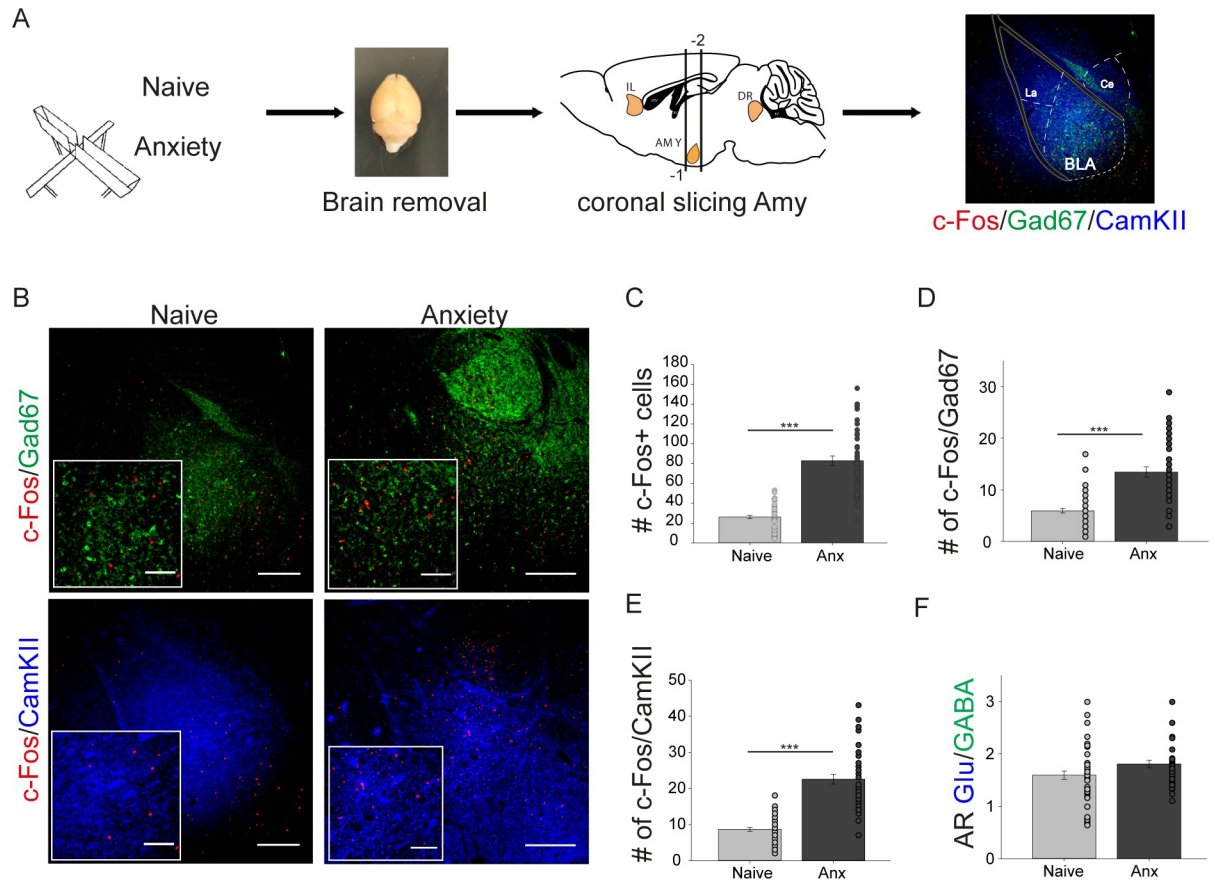 A
Naive
Anxiety
Brain removal
IL
DR
AMY
-2
-1
coronal slicing Amy
La
Ce
BLA
c-Fos/Gad67/CamKII
B
Naive
Anxiety
c-Fos/Gad67
c-Fos/CamKII
C
# c-Fos+ cells
180
160
140
120
100
80
60
40
20
0
***
Naive
Anx
D
# of c-Fos/Gad67
30
20
10
0
***
Naive
Anx
E
# of c-Fos/CamKII
50
40
30
20
10
0
***
Naive
Anx
F
AR Glu/GABA
3
2
1
0
Naive
Anx